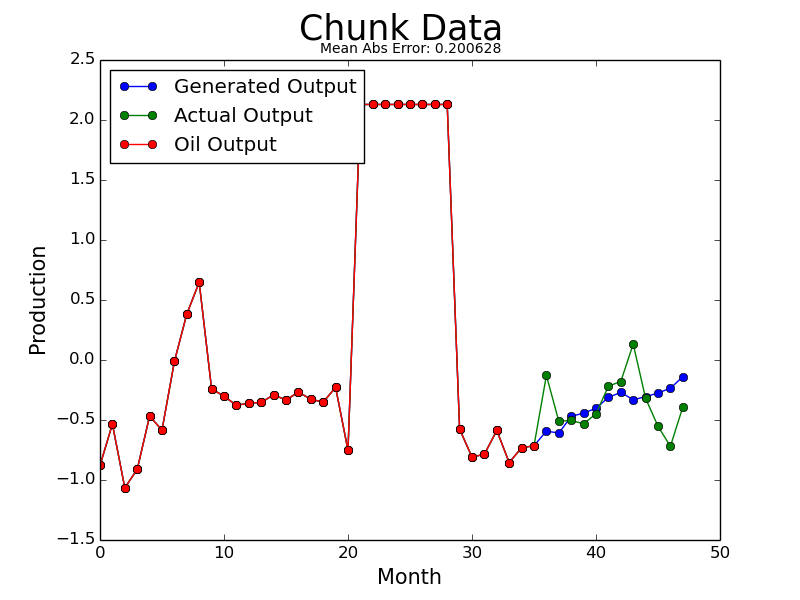 Chunk Data
Mean Abs Error: 0.200628
Generated Output
Actual Output
Oil Output
Production
2.5
2.0
1.5
1.0
0.5
0.0
−0.5
−1.0
−1.5
0 10 20 30 40 50
Month